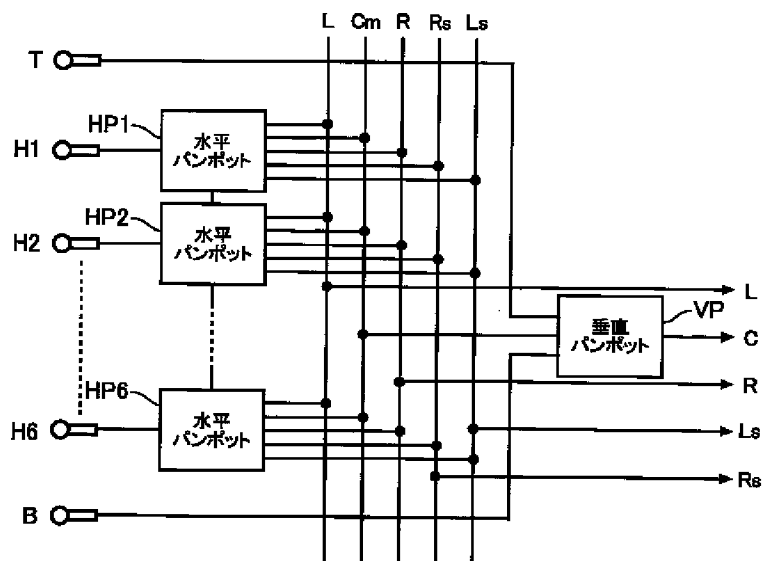 L Cm R Rs Ls
T
HP1
H1
水平
パンポット
HP2
H2
水平
パンポット
VP
L
垂直
パンポット
C
R
HP6
H6
水平
パンポット
Ls
Rs
B